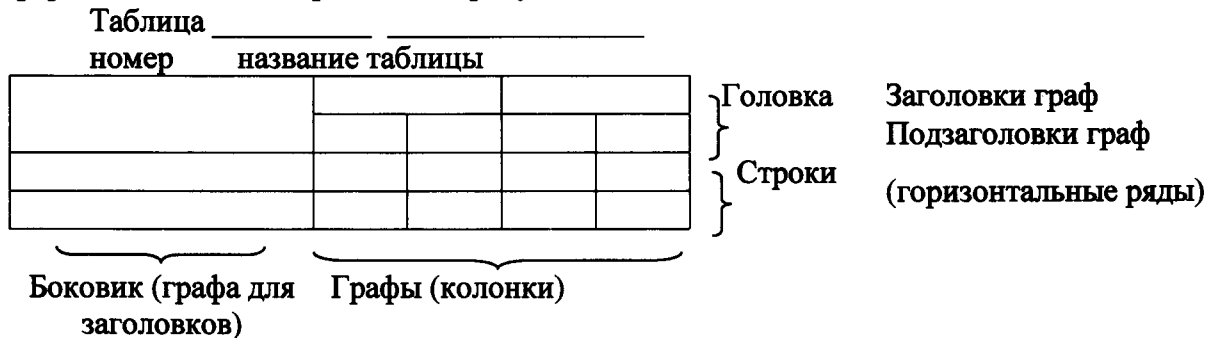 Таблица
номер название таблицы
Головка Заголовки граф
Подзаголовки граф
Строки
(горизонтальные ряды)
Боковик (графа для Графы (колонки)
заголовков)